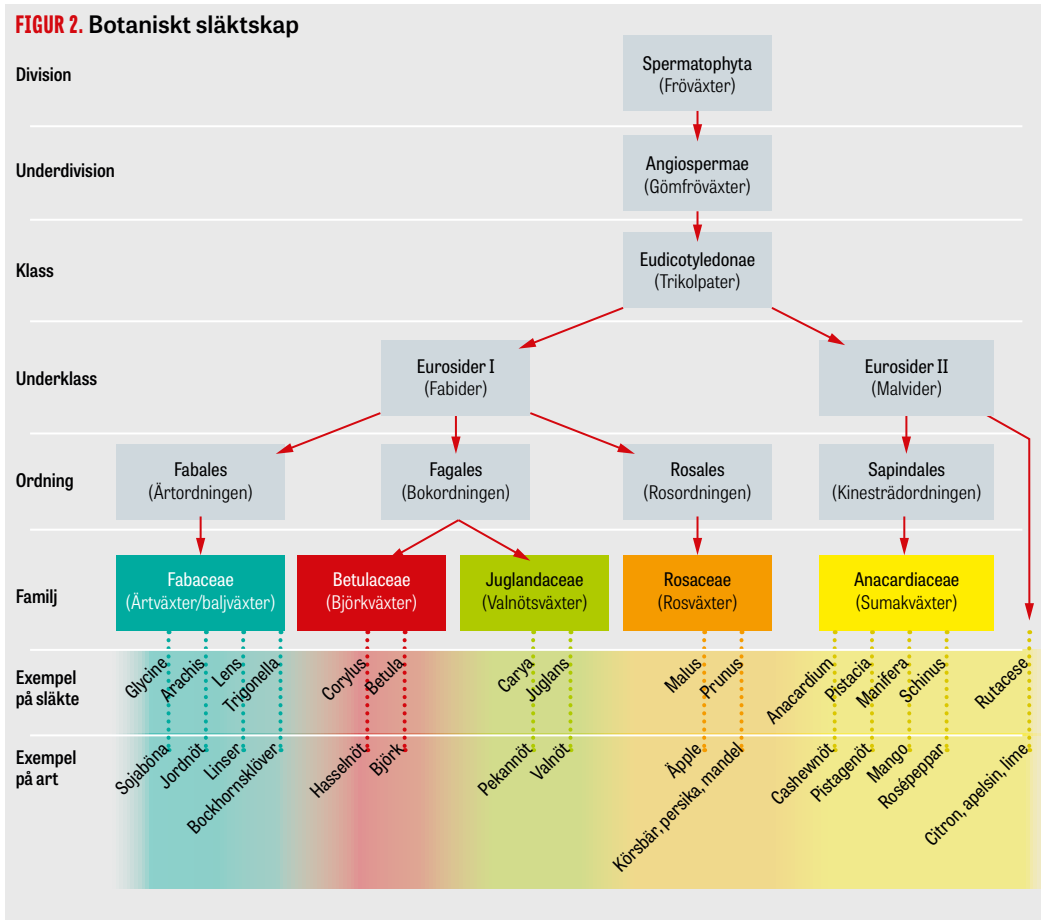 FIGUR 2. Botaniskt släktskap
Division
Spermatophyta
(Fröväxter)
Underdivision
Angiospermae
(Gömfröväxter)
Klass
Eudicotyledonae
(Trikolpater)
Underklass
Eurosider I
(Fabider)
Eurosider II
(Malvider)
Ordning
Fabales
(Ärtordningen)
Fagales
(Bokordningen)
Rosales
(Rosordningen)
Sapindales
(Kinesträdordningen)
Familj
Fabaceae
(Ärtväxter/baljväxter)
Betulaceae
(Björkväxter)
Juglandaceae
(Valnötsväxter)
Rosaceae
(Rosväxter)
Anacardiaceae
(Sumakväxter)
Exempel
på släkte
Glycine
Arachis
Lens
Trigonella
Corylus
Betula
Carya
Juglans
Malus
Prunus
Anacardium
Pistacia
Manifera
Schinus
Rutacese
Exempel
på art
Sojaböna
Jordnöt
Linser
Bockhornsklöver
Hasselnöt
Björk
Pekannöt
Valnöt
Äpple
Körsbär, persika, mandel
Cashewnöt
Pistagenöt
Mango
Rosépeppar
Citron, apelsin, lime